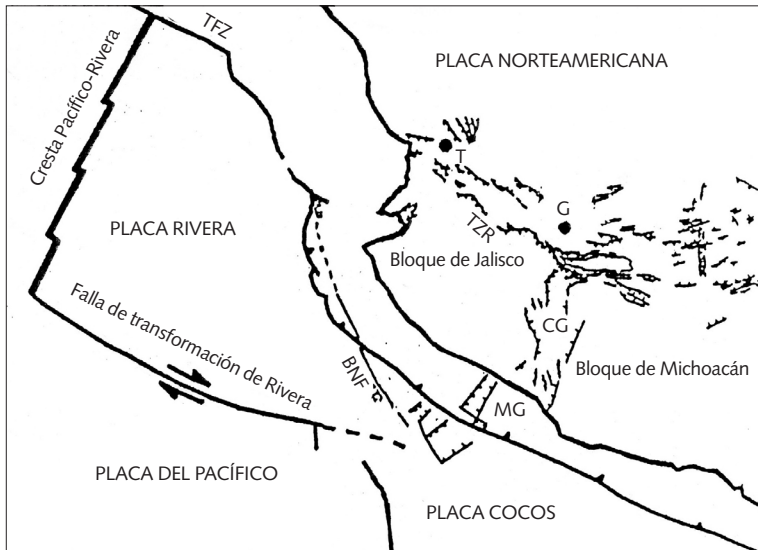 TFZ
PLACA NORTEAMERICANA
Cresta Pacífico-Rivera
T
G
TZR
PLACA RIVERA
Bloque de Jalisco
Falla de transformación de Rivera
CG
BNF
Bloque de Michoacán
MG
PLACA DEL PACÍFICO
PLACA COCOS